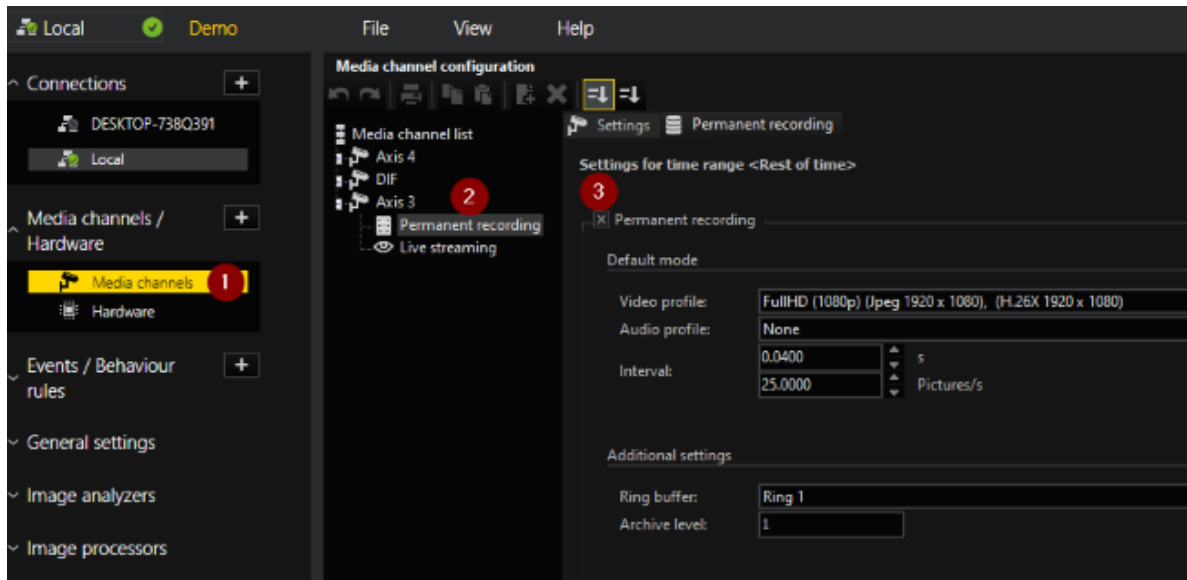 Local Demo File View Help
Connections +
DESKTOP-738Q391
Local
Media channels /
Hardware +
Media channels 1
Hardware
Events / Behaviour
rules +
General settings
Image analyzers
Image processors
Media channel configuration
Media channel list
Axis 4
DIF
Axis 3
2
Permanent recording
Live streaming
Settings Permanent recording
Settings for time range <Rest of time>
3
Permanent recording
Default mode
Video profile: FullHD (1080p) (Jpeg 1920 x 1080), (H.26X 1920 x 1080)
Audio profile: None
Interval: 0.0400 s
25.0000 Pictures/s
Additional settings
Ring buffer: Ring 1
Archive level: 1